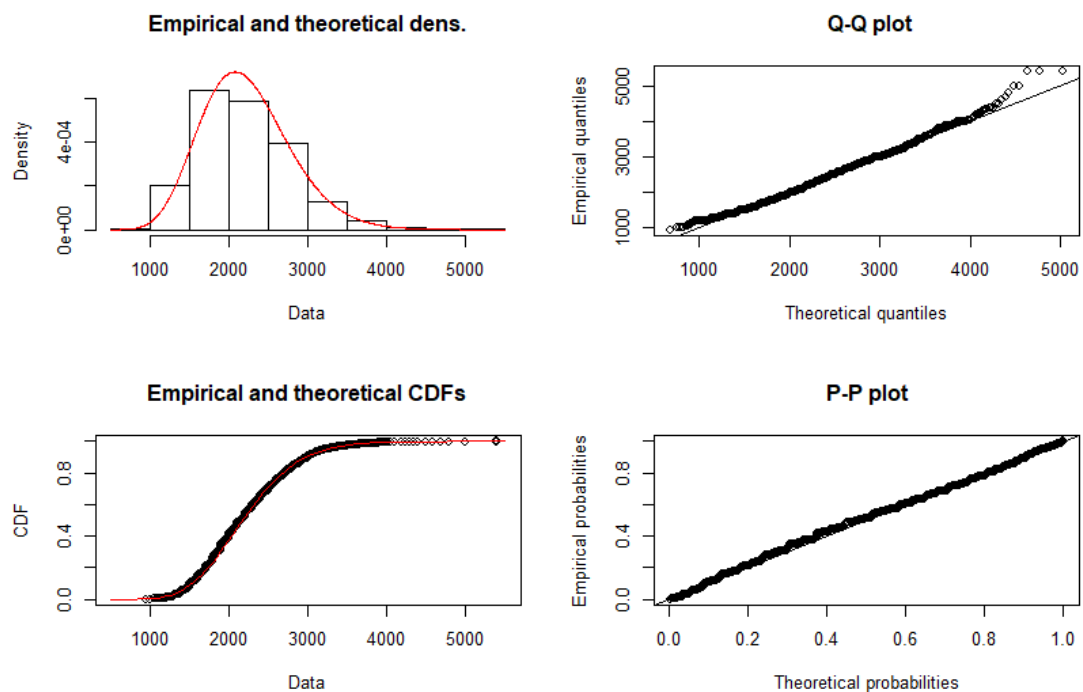 Empirical and theoretical dens.
Density
0e+00
4e-04
1000 2000 3000 4000 5000
Data
Q-Q plot
Empirical quantiles
1000 3000 5000
1000 2000 3000 4000 5000
Theoretical quantiles
Empirical and theoretical CDFs
CDF
0.0 0.4 0.8
1000 2000 3000 4000 5000
Data
P-P plot
Empirical probabilities
0.0 0.4 0.8
0.0 0.2 0.4 0.6 0.8 1.0
Theoretical probabilities